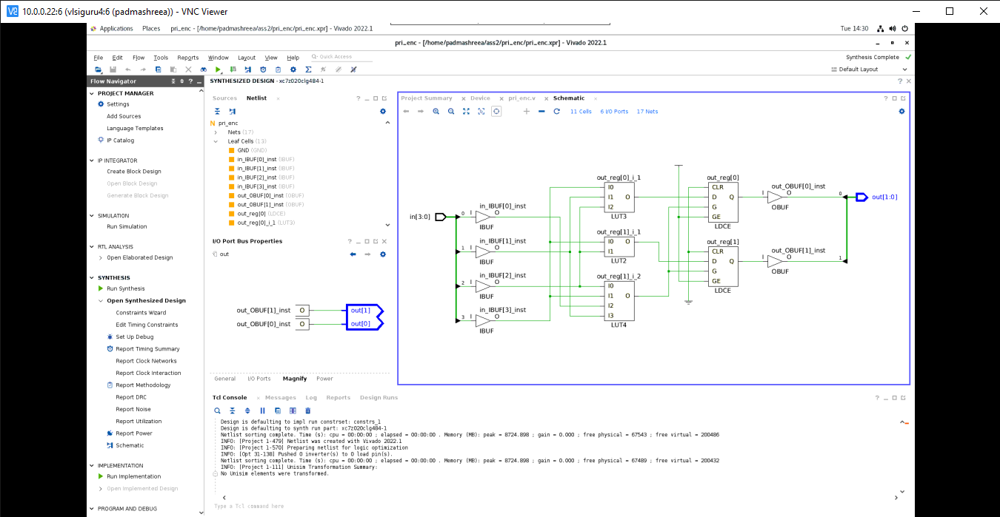 10.0.0.22:6 (vlsiguru4:6 (padmashreea)) - VNC Viewer
Applications Places pri_enc - [/home/padmashreea/ass2/pri_enc/pri_enc.xpr] - Vivado 2022.1 Tue 14:30
pri_enc - [/home/padmashreea/ass2/pri_enc/pri_enc.xpr] - Vivado 2022.1
File Edit Flow Tools Reports Window Layout View Help Quick Access Synthesis Complete
Default Layout
Flow Navigator
PROJECT MANAGER
Settings
Add Sources
Language Templates
IP Catalog
IP INTEGRATOR
Create Block Design
Open Block Design
Generate Block Design
SIMULATION
Run Simulation
RTL ANALYSIS
Open Elaborated Design
SYNTHESIS
Run Synthesis
Open Synthesized Design
Constraints Wizard
Edit Timing Constraints
Set Up Debug
Report Timing Summary
Report Clock Networks
Report Clock Interaction
Report Methodology
Report DRC
Report Noise
Report Utilization
Report Power
Schematic
IMPLEMENTATION
Run Implementation
Open Implemented Design
PROGRAM AND DEBUG
SYNTHESIZED DESIGN - xc7z020clg484-1
Sources Netlist
pri_enc
Nets (17)
Leaf Cells (13)
GND (GND)
in_IBUF[0]_inst (IBUF)
in_IBUF[1]_inst (IBUF)
in_IBUF[2]_inst (IBUF)
in_IBUF[3]_inst (IBUF)
out_OBUF[0]_inst (OBUF)
out_OBUF[1]_inst (OBUF)
out_reg[0] (LDCE)
out_reg[0]_i_1 (LUT3)
I/O Port Bus Properties
out
out_OBUF[1]_inst O out[1]
out_OBUF[0]_inst O out[0]
General I/O Ports Magnify Power
Project Summary Device pri_enc.v Schematic
11 Cells 6 I/O Ports 17 Nets
in[3:0]
in_IBUF[0]_inst
0 I O
IBUF
in_IBUF[1]_inst
1 I O
IBUF
in_IBUF[2]_inst
2 I O
IBUF
in_IBUF[3]_inst
3 I O
IBUF
out_reg[0]_i_1
I0
I1 O
I2
LUT3
out_reg[1]_i_1
I0 O
I1
LUT2
out_reg[1]_i_2
I0
I1 O
I2
I3
LUT4
out_reg[0]
CLR
D Q
G
GE
LDCE
out_reg[1]
CLR
D Q
G
GE
LDCE
out_OBUF[0]_inst
I O 0
OBUF
out[1:0]
out_OBUF[1]_inst
I O 1
OBUF
Tcl Console Messages Log Reports Design Runs
Design is defaulting to impl run constrset: constrs_1
Design is defaulting to synth run part: xc7z020clg484-1
Netlist sorting complete. Time (s): cpu = 00:00:00 ; elapsed = 00:00:00 . Memory (MB): peak = 8724.898 ; gain = 0.000 ; free physical = 67543 ; free virtual = 200486
INFO: [Project 1-479] Netlist was created with Vivado 2022.1
INFO: [Project 1-570] Preparing netlist for logic optimization
INFO: [Opt 31-138] Pushed 0 inverter(s) to 0 load pin(s).
Netlist sorting complete. Time (s): cpu = 00:00:00 ; elapsed = 00:00:00 . Memory (MB): peak = 8724.898 ; gain = 0.000 ; free physical = 67489 ; free virtual = 200432
INFO: [Project 1-111] Unisim Transformation Summary:
No Unisim elements were transformed.
Type a Tcl command here